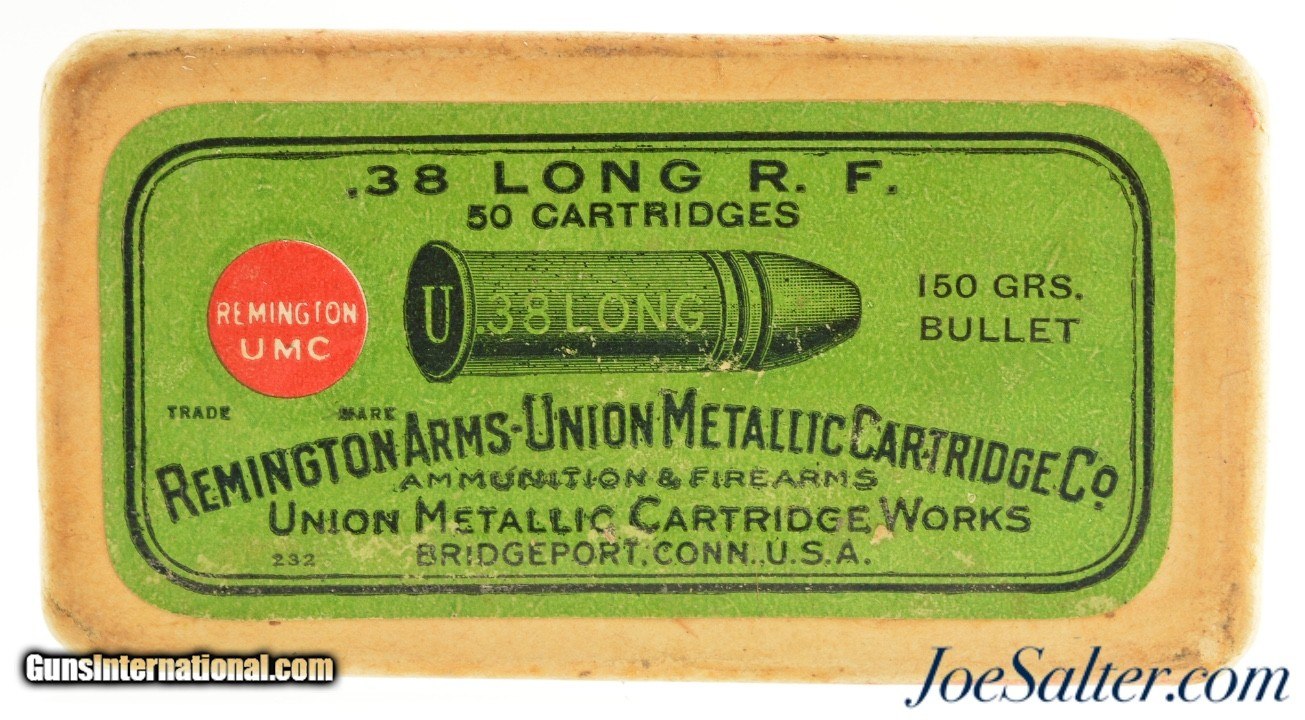 .38 LONG R. F.
50 CARTRIDGES
REMINGTON
UMC
U
.38 LONG
150 GRS.
BULLET
TRADE MARK
REMINGTON ARMS-UNION METALLIC CARTRIDGE CO.
AMMUNITION & FIREARMS
UNION METALLIC CARTRIDGE WORKS
232
BRIDGEPORT, CONN., U.S.A.
GunsInternational.com
JoeSalter.com